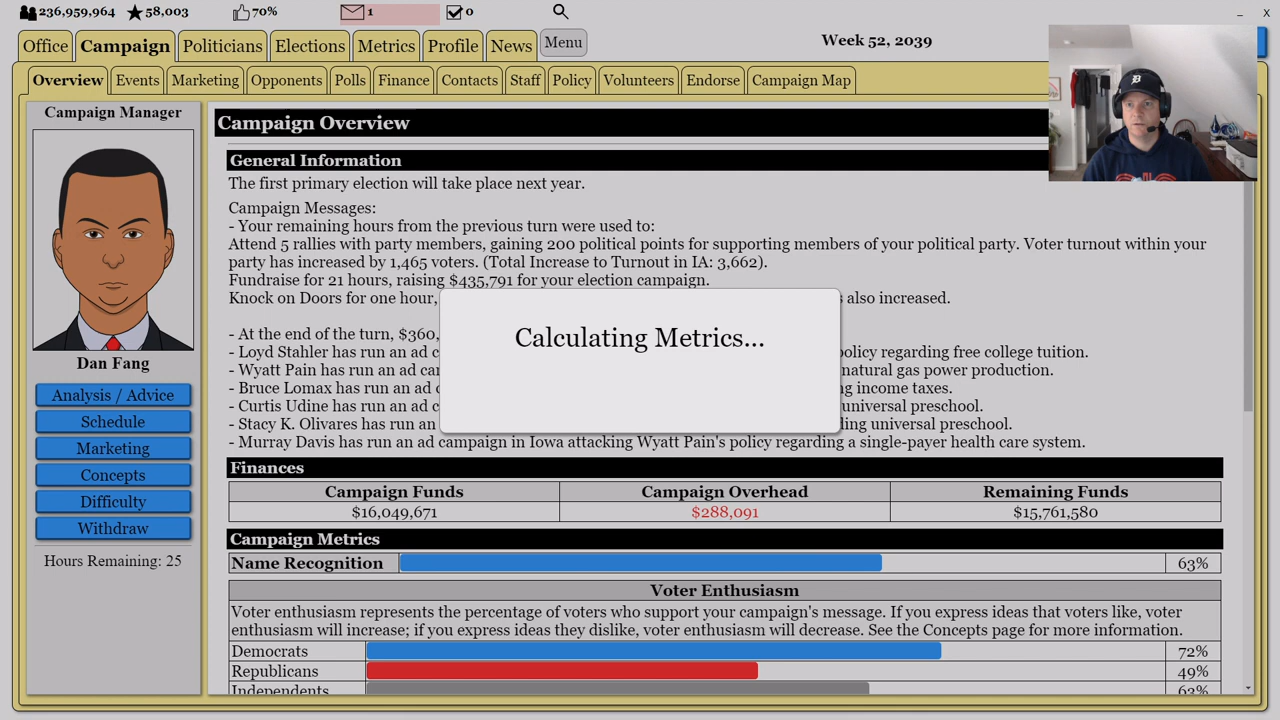 236,959,964 58,003 70% 1 0
_ X
Office Campaign Politicians Elections Metrics Profile News Menu
Week 52, 2039
Overview Events Marketing Opponents Polls Finance Contacts Staff Policy Volunteers Endorse Campaign Map
Campaign Manager
Dan Fang
Analysis / Advice
Schedule
Marketing
Concepts
Difficulty
Withdraw
Hours Remaining: 25
Campaign Overview
General Information
The first primary election will take place next year.
Campaign Messages:
- Your remaining hours from the previous turn were used to:
Attend 5 rallies with party members, gaining 200 political points for supporting members of your political party. Voter turnout within your
party has increased by 1,465 voters. (Total Increase to Turnout in IA: 3,662).
Fundraise for 21 hours, raising $435,791 for your election campaign.
Knock on Doors for one hour, also increased.
- At the end of the turn, $360,
- Loyd Stahler has run an ad policy regarding free college tuition.
- Wyatt Pain has run an ad natural gas power production.
- Bruce Lomax has run an ad income taxes.
- Curtis Udine has run an ad universal preschool.
- Stacy K. Olivares has run an universal preschool.
- Murray Davis has run an ad campaign in Iowa attacking Wyatt Pain's policy regarding a single-payer health care system.
Calculating Metrics...
Finances
Campaign Funds Campaign Overhead Remaining Funds
$16,049,671 $288,091 $15,761,580
Campaign Metrics
Name Recognition 63%
Voter Enthusiasm
Voter enthusiasm represents the percentage of voters who support your campaign's message. If you express ideas that voters like, voter
enthusiasm will increase; if you express ideas they dislike, voter enthusiasm will decrease. See the Concepts page for more information.
Democrats 72%
Republicans 49%
Independents 63%